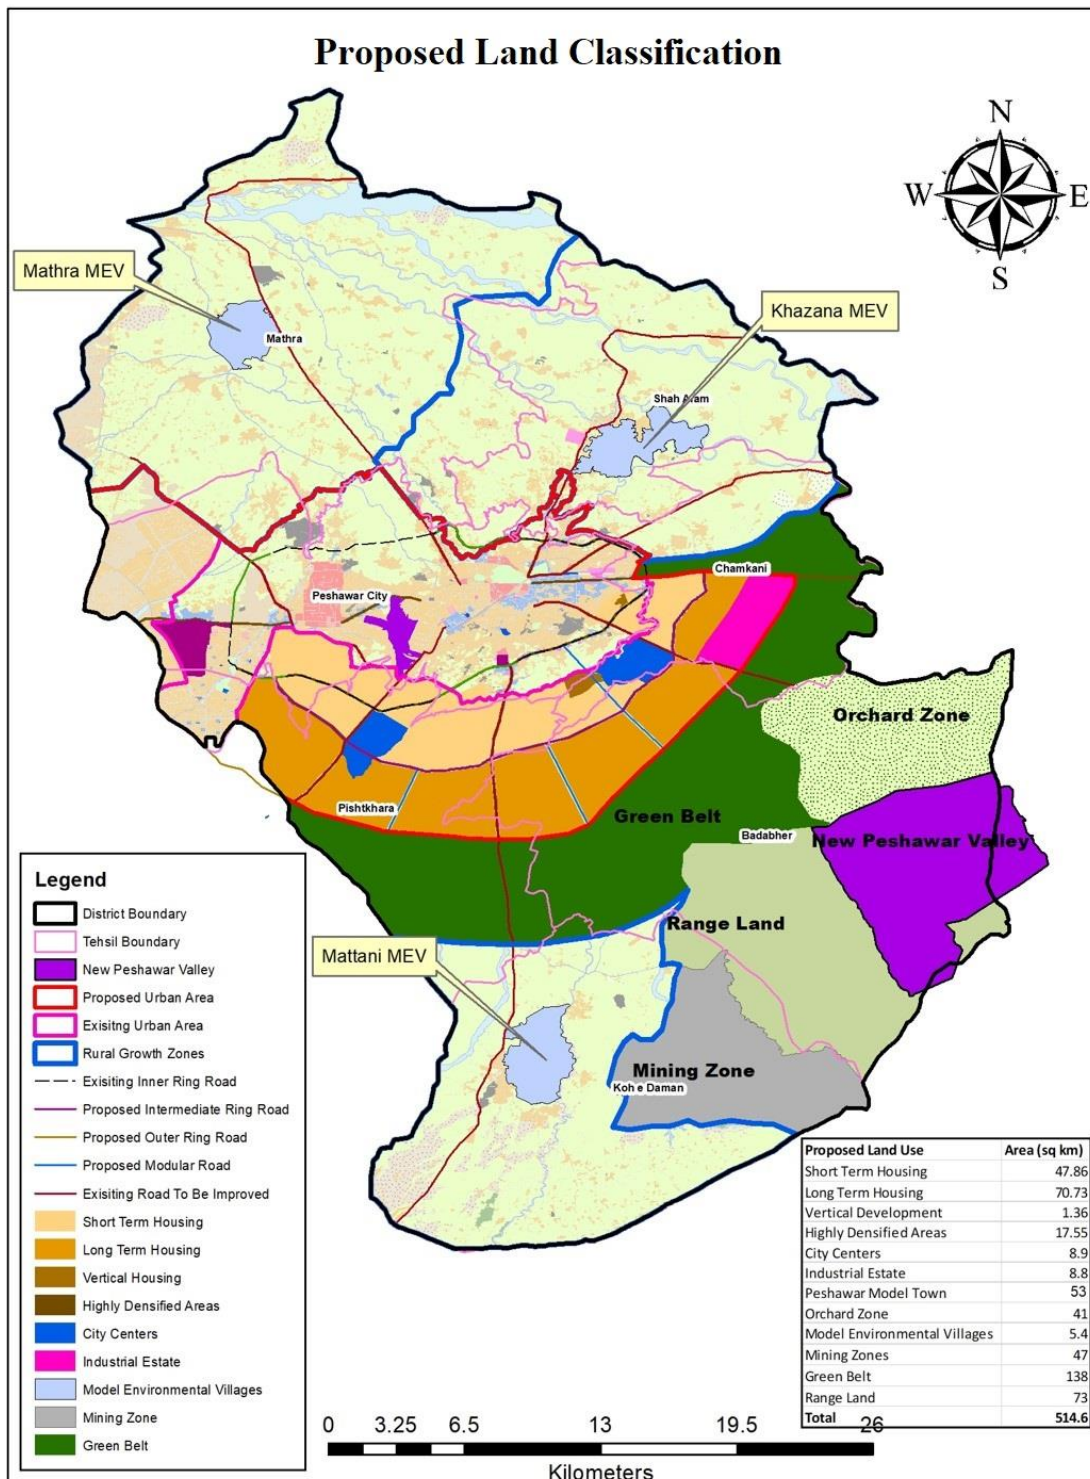 Proposed Land Classification
N
W
E
S
Mathra MEV
Khazana MEV
Mathra
Shah Alam
Chamkani
Peshawar City
Orchard Zone
Pishtkhara
Green Belt
Badabher
New Peshawar Valley
Range Land
Mattani MEV
Mining Zone
Koh e Daman
Legend
District Boundary
Tehsil Boundary
New Peshawar Valley
Proposed Urban Area
Exisitng Urban Area
Rural Growth Zones
Exisiting Inner Ring Road
Proposed Intermediate Ring Road
Proposed Outer Ring Road
Proposed Modular Road
Exisiting Road To Be Improved
Short Term Housing
Long Term Housing
Vertical Housing
Highly Densified Areas
City Centers
Industrial Estate
Model Environmental Villages
Mining Zone
Green Belt
Proposed Land Use Area (sq km)
Short Term Housing 47.86
Long Term Housing 70.73
Vertical Development 1.36
Highly Densified Areas 17.55
City Centers 8.9
Industrial Estate 8.8
Peshawar Model Town 53
Orchard Zone 41
Model Environmental Villages 5.4
Mining Zones 47
Green Belt 138
Range Land 73
Total 514.6
0 3.25 6.5 13 19.5 26
Kilometers